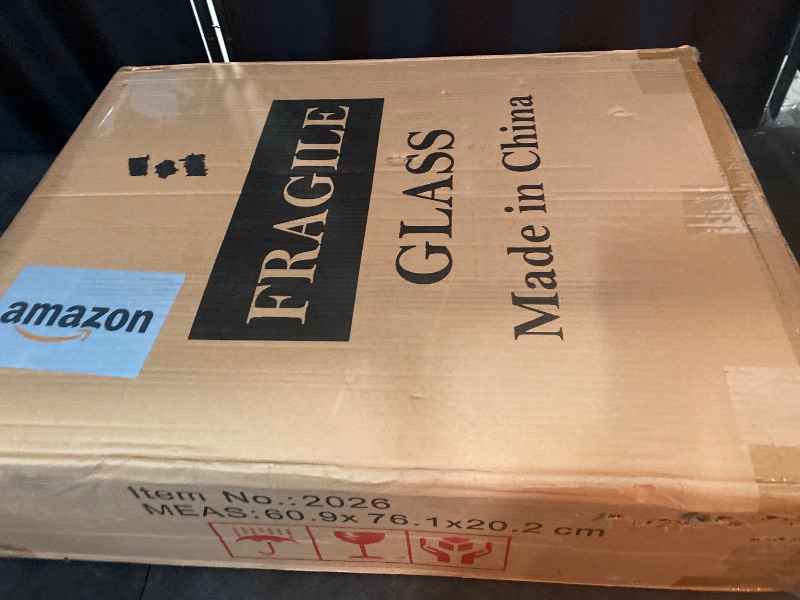 FRAGILE
GLASS
Made in China
amazon
Item No.:2026
MEAS:60.9x76.1x20.2 cm